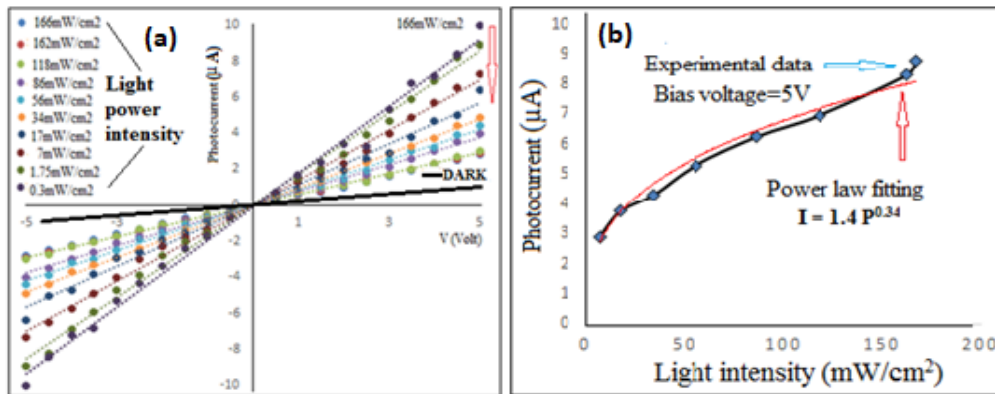 (a)
166mW/cm2
162mW/cm2
118mW/cm2
86mW/cm2
56mW/cm2
34mW/cm2
17mW/cm2
7mW/cm2
1.75mW/cm2
0.3mW/cm2
Light
power
intensity
Photocurrent(μA)
10
8
6
4
2
0
-2
-4
-6
-8
-10
-5
-3
-1
1
3
5
V (Volt)
166mW/cm2
DARK
(b)
Photocurrent (μA)
10
9
8
7
6
5
4
3
2
1
0
Experimental data
Bias voltage=5V
Power law fitting
I = 1.4 P^0.34
0
50
100
150
200
Light intensity (mW/cm²)